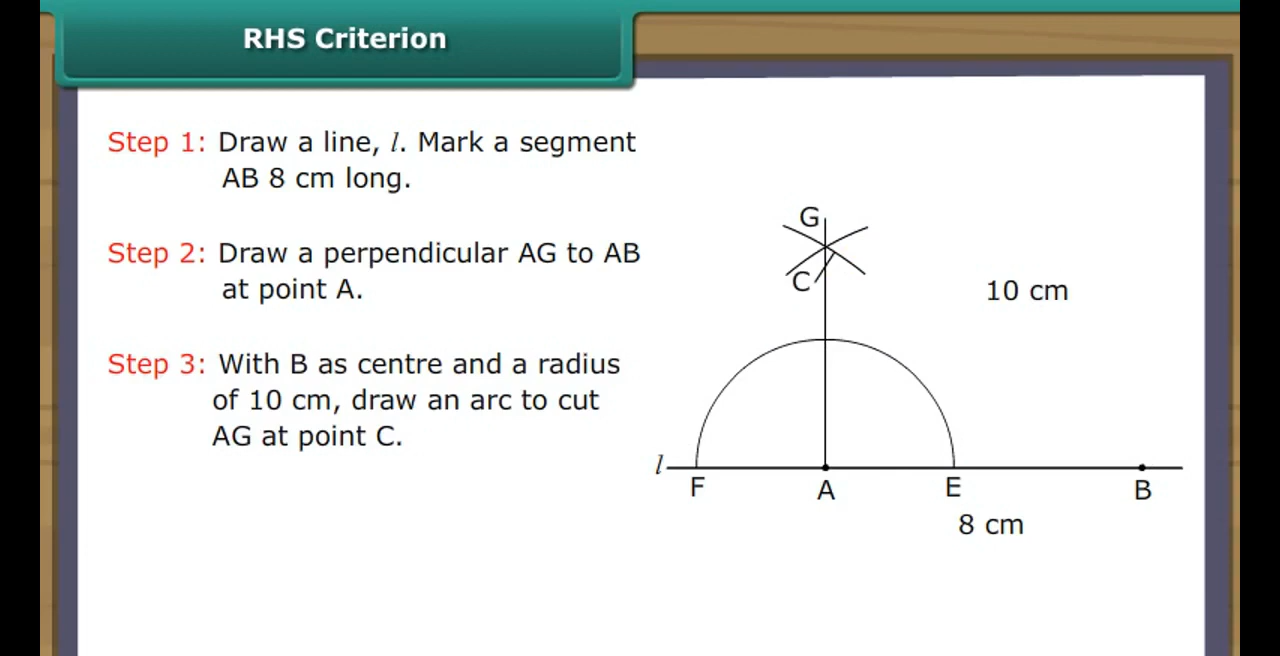 RHS Criterion
Step 1: Draw a line, l. Mark a segment
AB 8 cm long.
Step 2: Draw a perpendicular AG to AB
at point A.
Step 3: With B as centre and a radius
of 10 cm, draw an arc to cut
AG at point C.
G
C
10 cm
l
F
A
E
B
8 cm